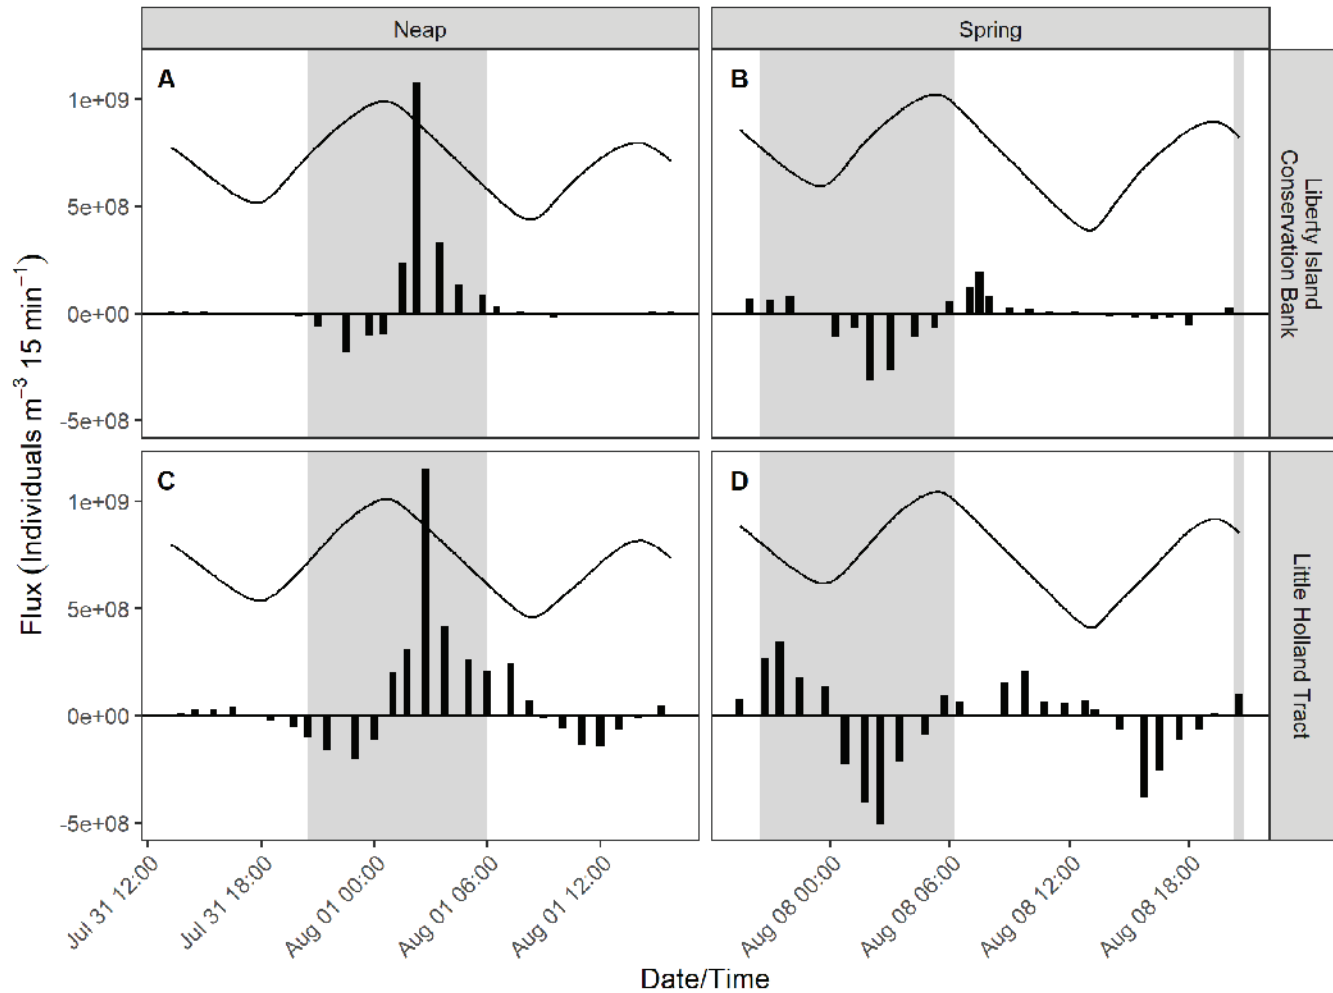 Neap
Spring
A
B
1e+09
5e+08
0e+00
-5e+08
Liberty Island
Conservation Bank
C
D
1e+09
5e+08
0e+00
-5e+08
Little Holland Tract
Flux (Individuals m⁻³ 15 min⁻¹)
Jul 31 12:00
Jul 31 18:00
Aug 01 00:00
Aug 01 06:00
Aug 01 12:00
Aug 08 00:00
Aug 08 06:00
Aug 08 12:00
Aug 08 18:00
Date/Time